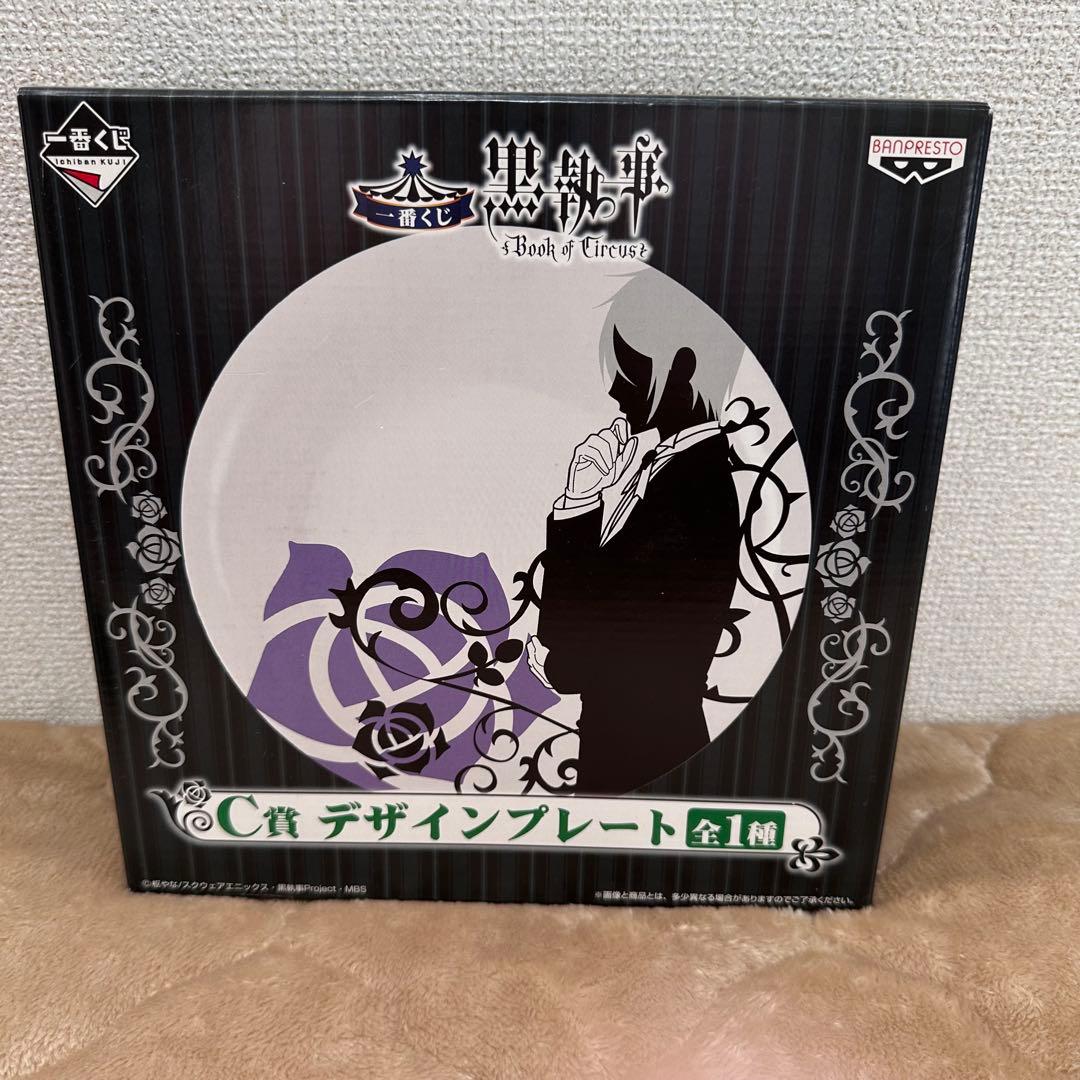 一番くじ
Ichiban KUJI
一番くじ
黒執事
Book of Circus
BANPRESTO
C賞 デザインプレート 全1種
©枢やな/スクウェアエニックス・黒執事Project・MBS
※画像と商品とは、多少異なる場合がありますのでご了承ください。